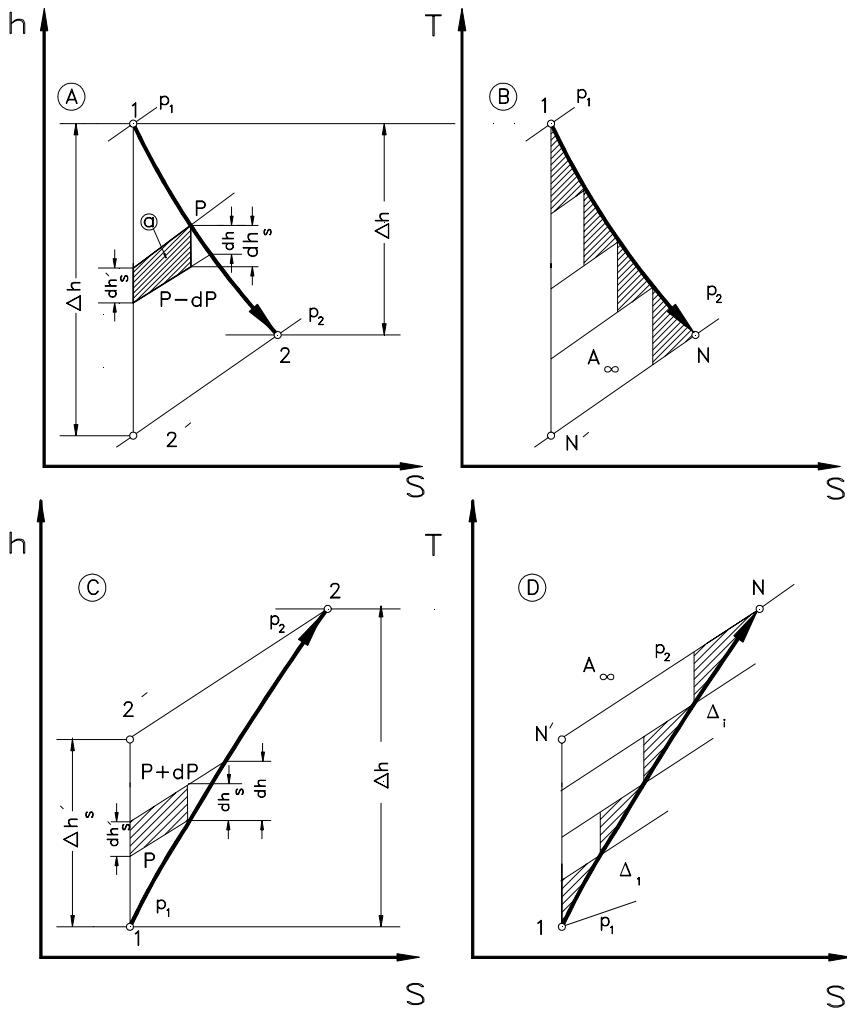 h
T
A
B
1
p₁
1
p₁
P
@
dh
dhₛ
Δh
dh′ₛ
Δh
P–dP
p₂
p₂
2
A∞
N
2′
N′
S
S
h
T
C
D
2
N
p₂
p₂
A∞
2′
N′
Δᵢ
P+dP
dhₛ
dh
Δh
Δh′ₛ
dh′ₛ
P
Δ₁
p₁
1
1
p₁
S
S